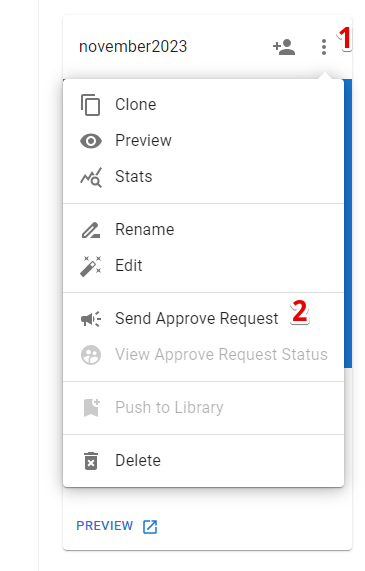 november2023
1
Clone
Preview
Stats
Rename
Edit
Send Approve Request
2
View Approve Request Status
Push to Library
Delete
PREVIEW